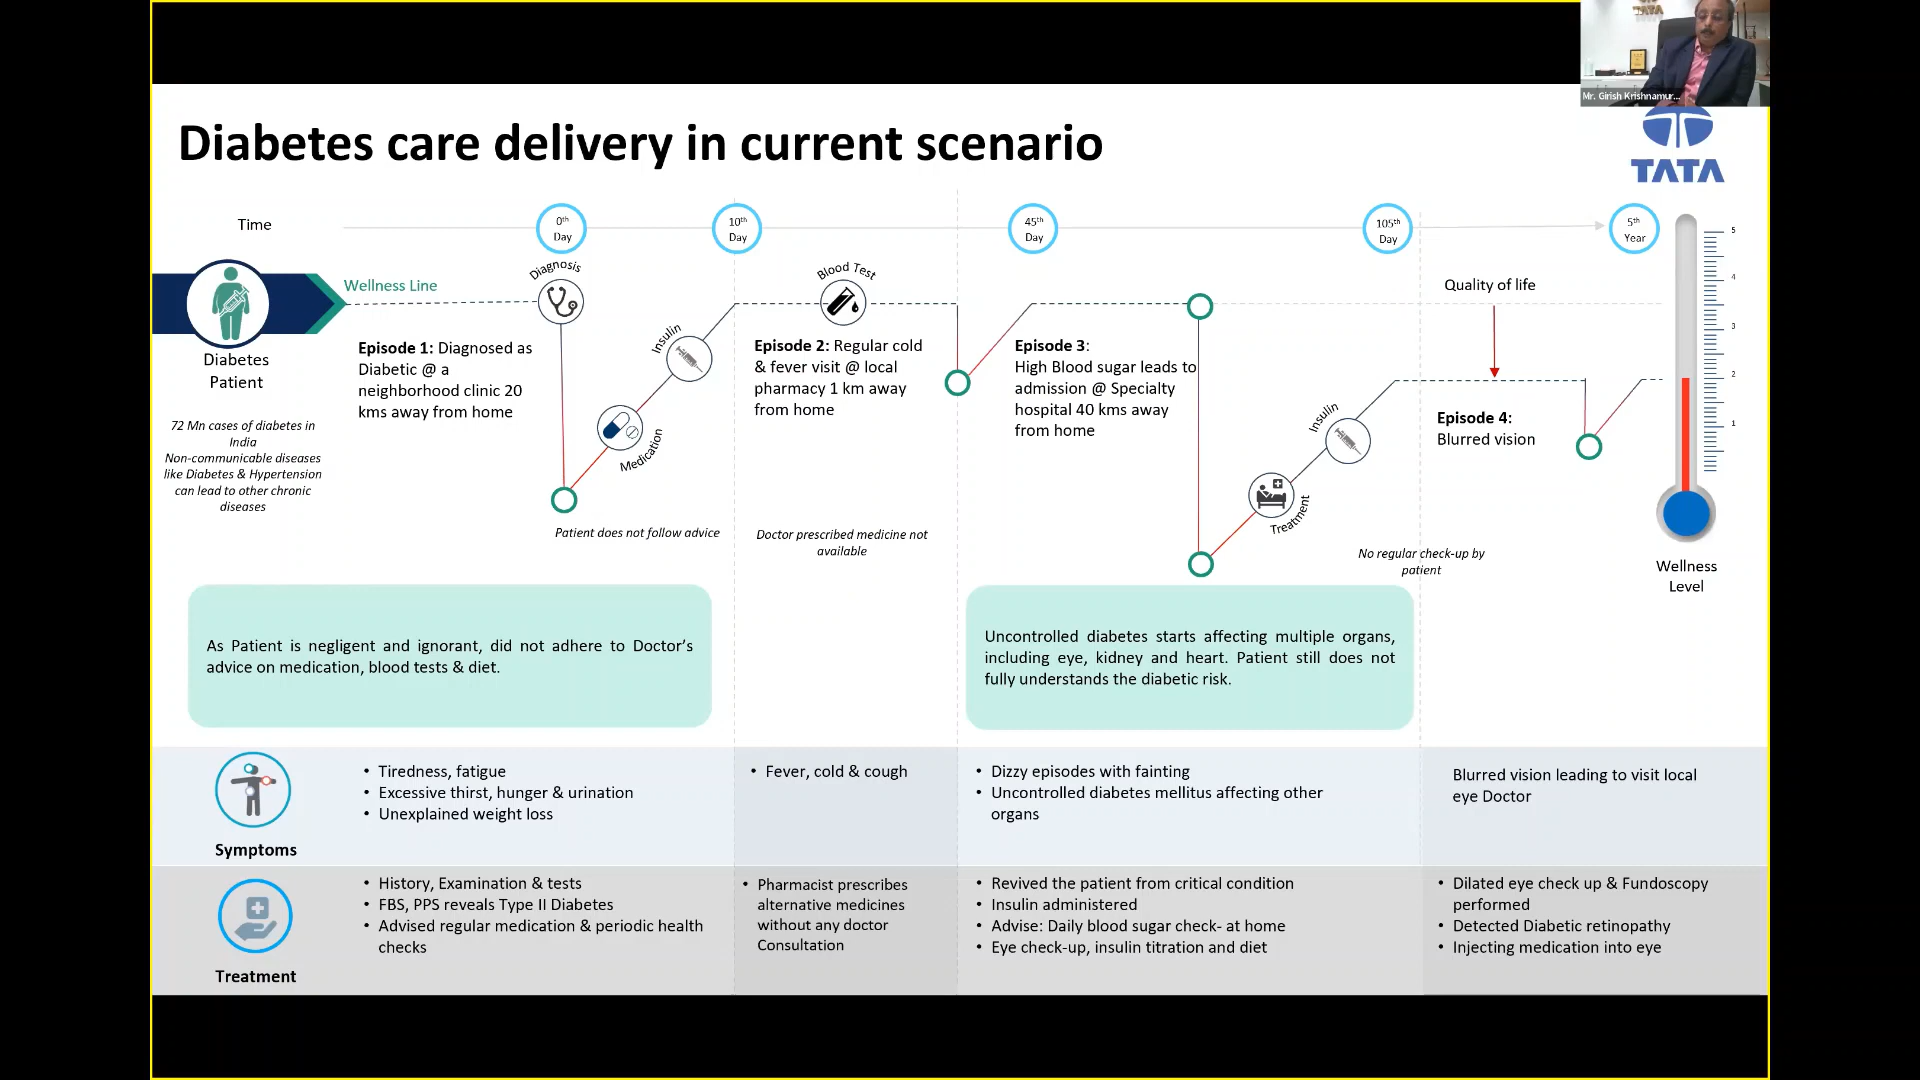 TATA
Mr. Girish Krishnamur...
Diabetes care delivery in current scenario
TATA
Time
0th
Day
10th
Day
45th
Day
105th
Day
5th
Year
Wellness Line
Diagnosis
Blood Test
Quality of life
Diabetes
Patient
72 Mn cases of diabetes in
India
Non-communicable diseases
like Diabetes & Hypertension
can lead to other chronic
diseases
Episode 1: Diagnosed as
Diabetic @ a
neighborhood clinic 20
kms away from home
Insulin
Medication
Patient does not follow advice
Episode 2: Regular cold
& fever visit @ local
pharmacy 1 km away
from home
Doctor prescribed medicine not
available
Episode 3:
High Blood sugar leads to
admission @ Specialty
hospital 40 kms away
from home
Insulin
Treatment
No regular check-up by
patient
Episode 4:
Blurred vision
5
4
3
2
1
Wellness
Level
As Patient is negligent and ignorant, did not adhere to Doctor’s
advice on medication, blood tests & diet.
Uncontrolled diabetes starts affecting multiple organs,
including eye, kidney and heart. Patient still does not
fully understands the diabetic risk.
Symptoms
• Tiredness, fatigue
• Excessive thirst, hunger & urination
• Unexplained weight loss
• Fever, cold & cough
• Dizzy episodes with fainting
• Uncontrolled diabetes mellitus affecting other
organs
Blurred vision leading to visit local
eye Doctor
Treatment
• History, Examination & tests
• FBS, PPS reveals Type II Diabetes
• Advised regular medication & periodic health
checks
• Pharmacist prescribes
alternative medicines
without any doctor
Consultation
• Revived the patient from critical condition
• Insulin administered
• Advise: Daily blood sugar check- at home
• Eye check-up, insulin titration and diet
• Dilated eye check up & Fundoscopy
performed
• Detected Diabetic retinopathy
• Injecting medication into eye